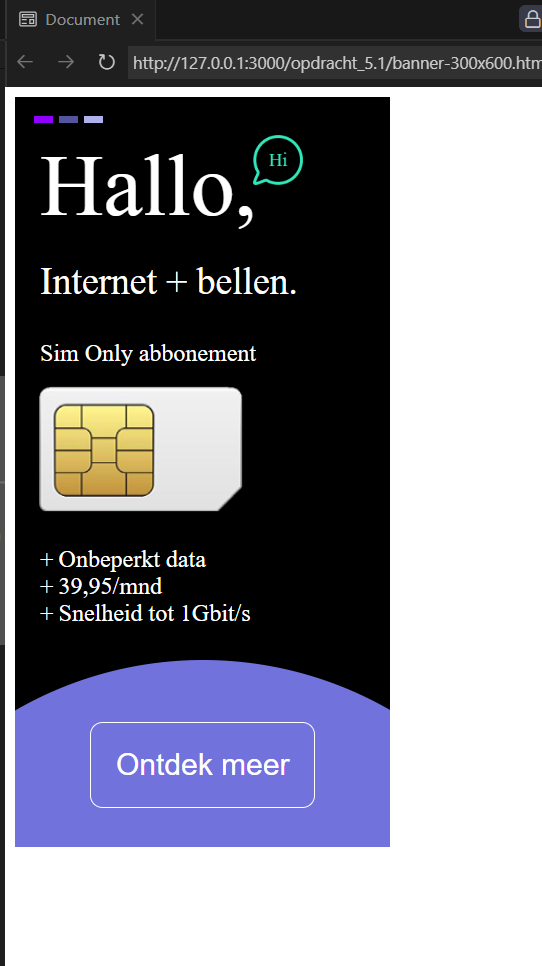 Document
http://127.0.0.1:3000/opdracht_5.1/banner-300x600.htm
Hallo,
Hi
Internet + bellen.
Sim Only abbonement
+ Onbeperkt data
+ 39,95/mnd
+ Snelheid tot 1Gbit/s
Ontdek meer